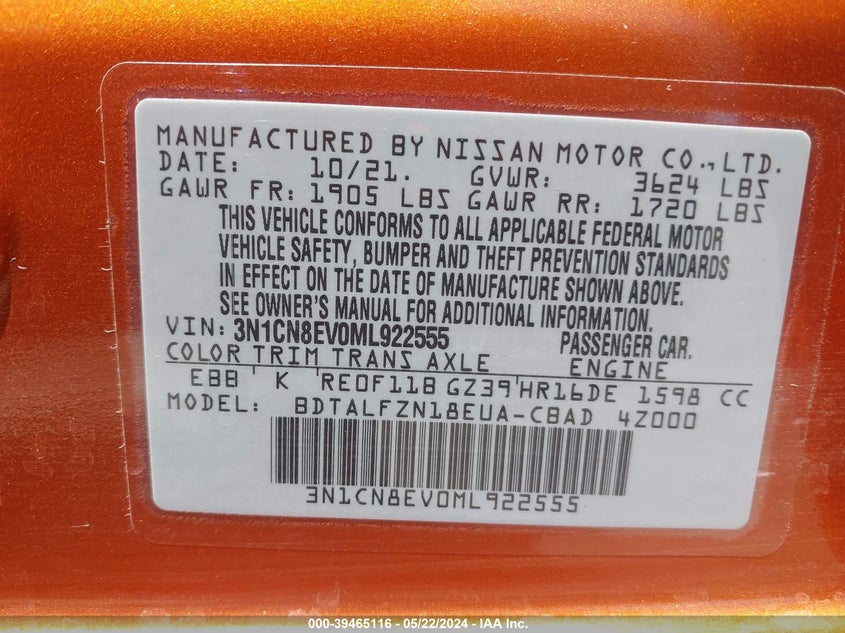 MANUFACTURED BY NISSAN MOTOR CO.,LTD.
DATE: 10/21. GVWR: 3624 LBS
GAWR FR: 1905 LBS GAWR RR: 1720 LBS
THIS VEHICLE CONFORMS TO ALL APPLICABLE FEDERAL MOTOR
VEHICLE SAFETY, BUMPER AND THEFT PREVENTION STANDARDS
IN EFFECT ON THE DATE OF MANUFACTURE SHOWN ABOVE.
SEE OWNER'S MANUAL FOR ADDITIONAL INFORMATION.
VIN: 3N1CN8EV0ML922555 PASSENGER CAR.
COLOR TRIM TRANS AXLE ENGINE
EBB K RE0F11B GZ39 HR16DE 1598 CC
MODEL: BDTALFZN18EUA-CBAD 4Z000
3N1CN8EV0ML922555
000-39465116 - 05/22/2024 - IAA Inc.